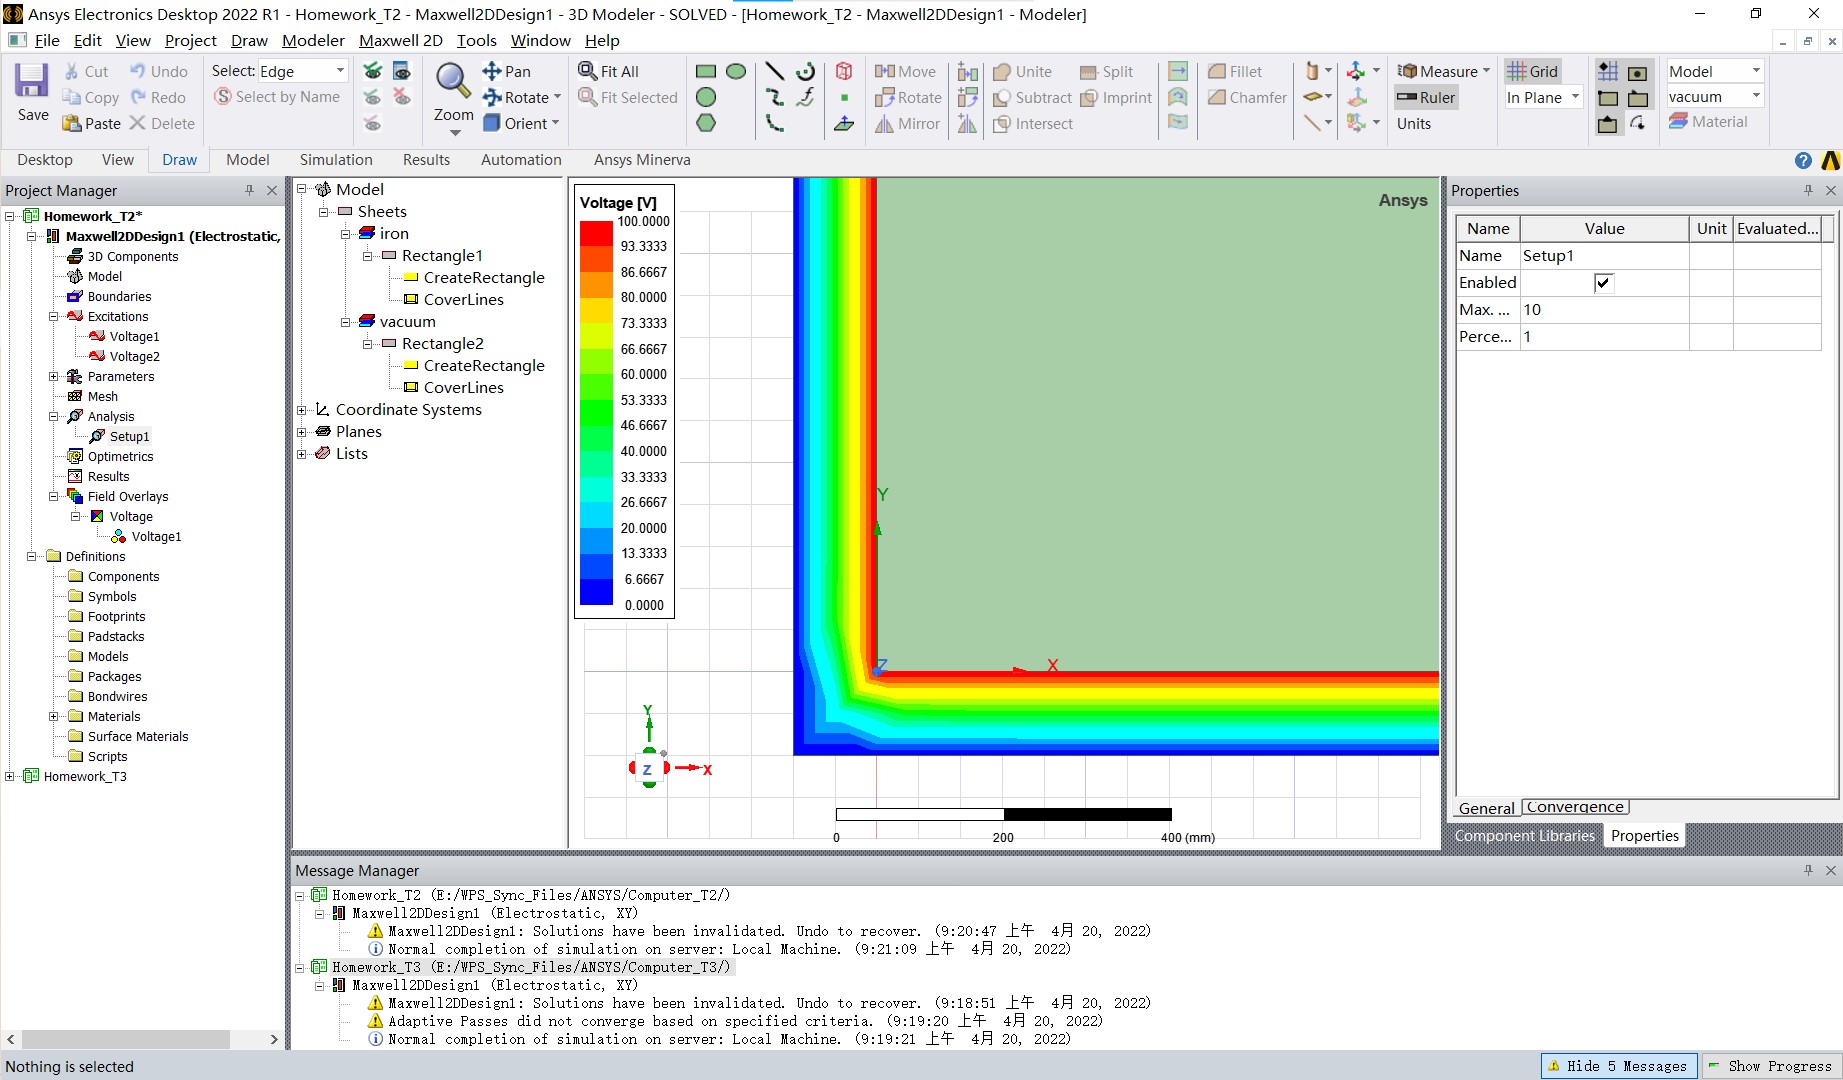 Ansys Electronics Desktop 2022 R1 - Homework_T2 - Maxwell2DDesign1 - 3D Modeler - SOLVED - [Homework_T2 - Maxwell2DDesign1 - Modeler]
File Edit View Project Draw Modeler Maxwell 2D Tools Window Help
Save
Cut
Copy
Paste
Undo
Redo
Delete
Select: Edge
Select by Name
Zoom
Pan
Rotate
Orient
Fit All
Fit Selected
Move
Rotate
Mirror
Unite
Subtract
Intersect
Split
Imprint
Fillet
Chamfer
Measure
Ruler
Units
Grid
In Plane
Model
vacuum
Material
Desktop View Draw Model Simulation Results Automation Ansys Minerva
Project Manager
Homework_T2*
Maxwell2DDesign1 (Electrostatic,
3D Components
Model
Boundaries
Excitations
Voltage1
Voltage2
Parameters
Mesh
Analysis
Setup1
Optimetrics
Results
Field Overlays
Voltage
Voltage1
Definitions
Components
Symbols
Footprints
Padstacks
Models
Packages
Bondwires
Materials
Surface Materials
Scripts
Homework_T3
Model
Sheets
iron
Rectangle1
CreateRectangle
CoverLines
vacuum
Rectangle2
CreateRectangle
CoverLines
Coordinate Systems
Planes
Lists
Voltage [V]
100.0000
93.3333
86.6667
80.0000
73.3333
66.6667
60.0000
53.3333
46.6667
40.0000
33.3333
26.6667
20.0000
13.3333
6.6667
0.0000
Ansys
Y
Z
X
Y
Z
X
0 200 400 (mm)
Properties
Name Value Unit Evaluated...
Name Setup1
Enabled
Max. ... 10
Perce... 1
General Convergence
Component Libraries Properties
Message Manager
Homework_T2 (E:/WPS_Sync_Files/ANSYS/Computer_T2/)
Maxwell2DDesign1 (Electrostatic, XY)
Maxwell2DDesign1: Solutions have been invalidated. Undo to recover. (9:20:47 上午 4月 20, 2022)
Normal completion of simulation on server: Local Machine. (9:21:09 上午 4月 20, 2022)
Homework_T3 (E:/WPS_Sync_Files/ANSYS/Computer_T3/)
Maxwell2DDesign1 (Electrostatic, XY)
Maxwell2DDesign1: Solutions have been invalidated. Undo to recover. (9:18:51 上午 4月 20, 2022)
Adaptive Passes did not converge based on specified criteria. (9:19:20 上午 4月 20, 2022)
Normal completion of simulation on server: Local Machine. (9:19:21 上午 4月 20, 2022)
Nothing is selected
Hide 5 Messages
Show Progress